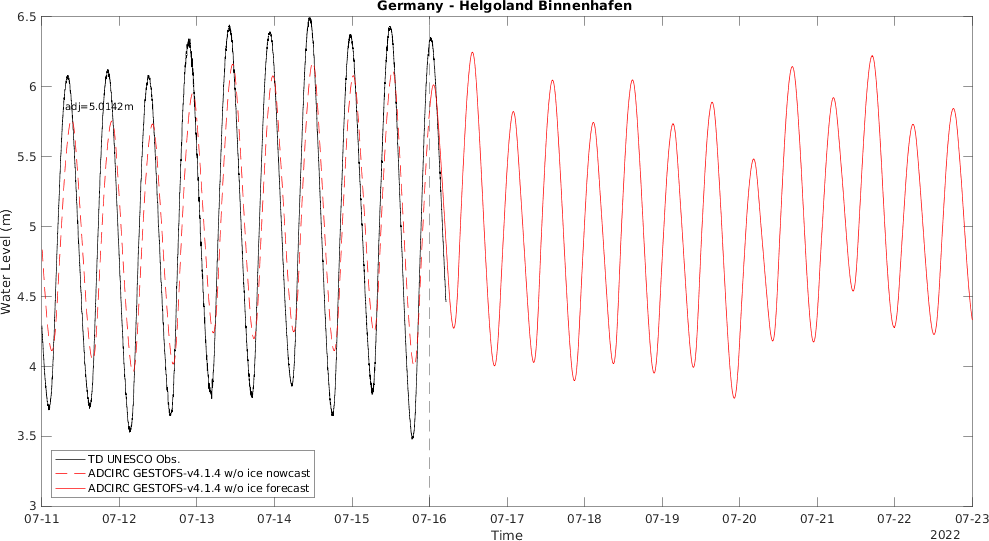 Germany - Helgoland Binnenhafen
Water Level (m)
6.5
6
5.5
5
4.5
4
3.5
3
adj=5.0142m
TD UNESCO Obs.
ADCIRC GESTOFS-v4.1.4 w/o ice nowcast
ADCIRC GESTOFS-v4.1.4 w/o ice forecast
07-11 07-12 07-13 07-14 07-15 07-16 07-17 07-18 07-19 07-20 07-21 07-22 07-23
Time
2022